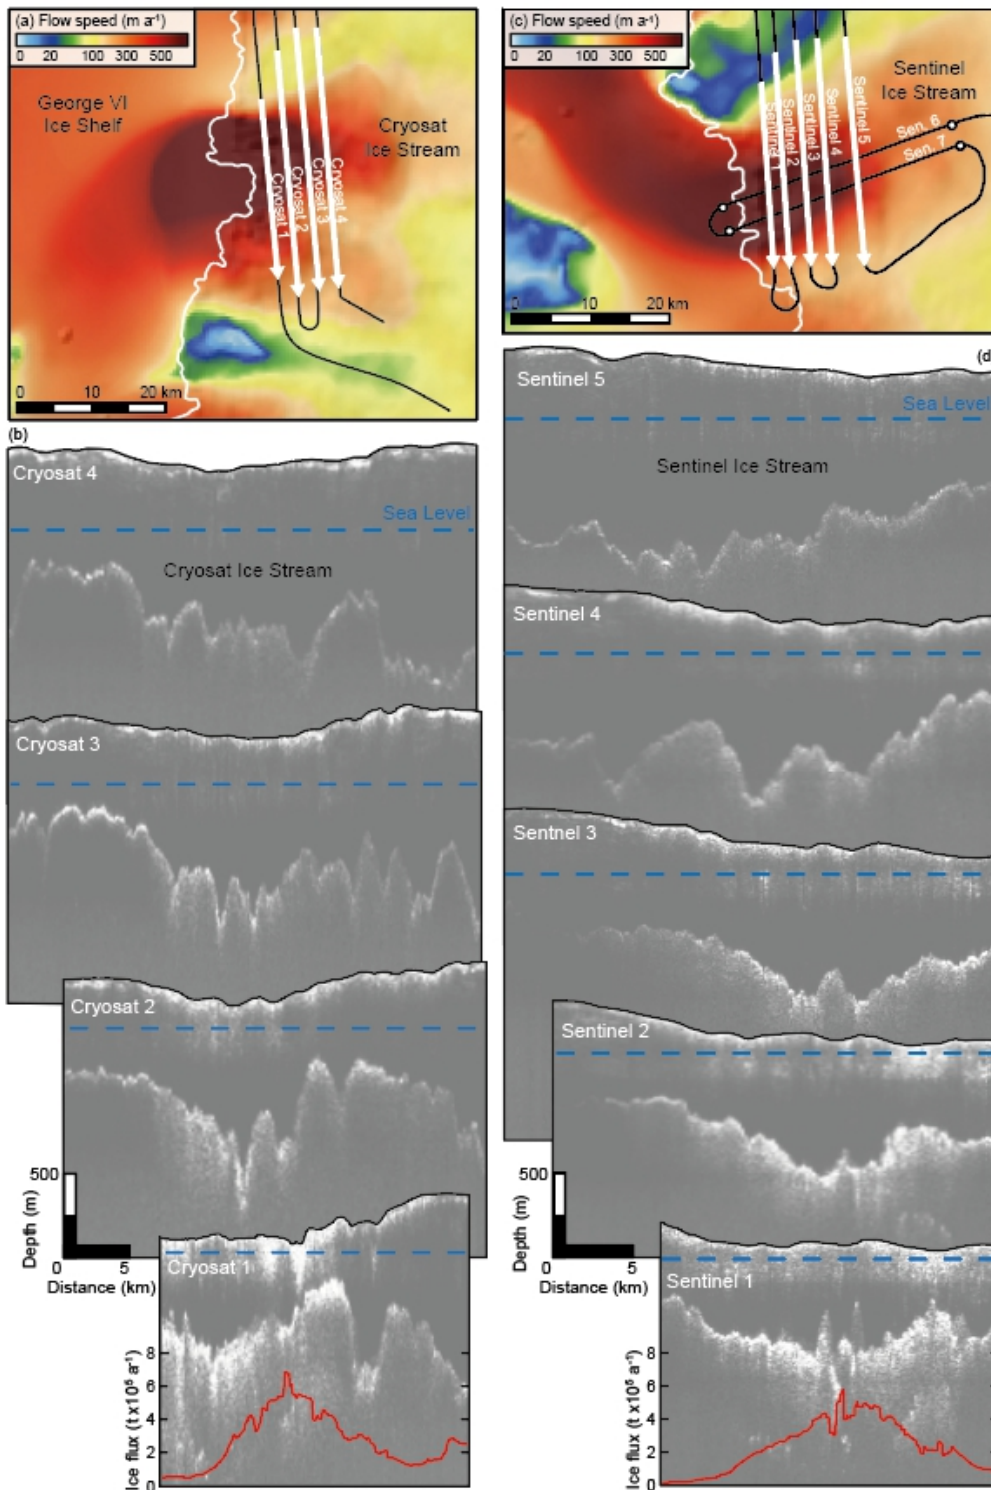 (a) Flow speed (m a⁻¹)
0 20 100 300 500
George VI
Ice Shelf
Cryosat
Ice Stream
Cryosat 1
Cryosat 2
Cryosat 3
Cryosat 4
0 10 20 km
(b)
Cryosat 4
Sea Level
Cryosat Ice Stream
Cryosat 3
Cryosat 2
500
0
Depth (m)
0 5
Distance (km)
Cryosat 1
8
6
4
2
0
Ice flux (t x10⁵ a⁻¹)
(c) Flow speed (m a⁻¹)
0 20 100 300 500
Sentinel
Ice Stream
Sentinel 1
Sentinel 2
Sentinel 3
Sentinel 4
Sentinel 5
Sen. 6
Sen. 7
0 10 20 km
(d
Sentinel 5
Sea Level
Sentinel Ice Stream
Sentinel 4
Sentnel 3
Sentinel 2
500
0
Depth (m)
0 5
Distance (km)
Sentinel 1
8
6
4
2
0
Ice flux (t x10⁵ a⁻¹)